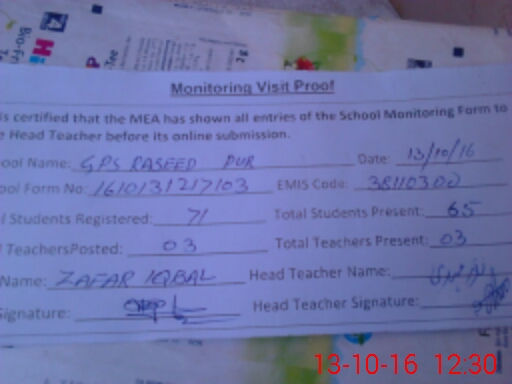 Monitoring Visit Proof
is certified that the MEA has shown all entries of the School Monitoring Form to
e Head Teacher before its online submission.
ool Name: GPS RASEED PUR Date: 13/10/16
ool Form No: 1610131217103 EMIS Code: 38110300
l Students Registered: 71 Total Students Present: 65
l TeachersPosted: 03 Total Teachers Present: 03
Name: ZAFAR IQBAL Head Teacher Name:
Signature: Head Teacher Signature:
13-10-16 12:30